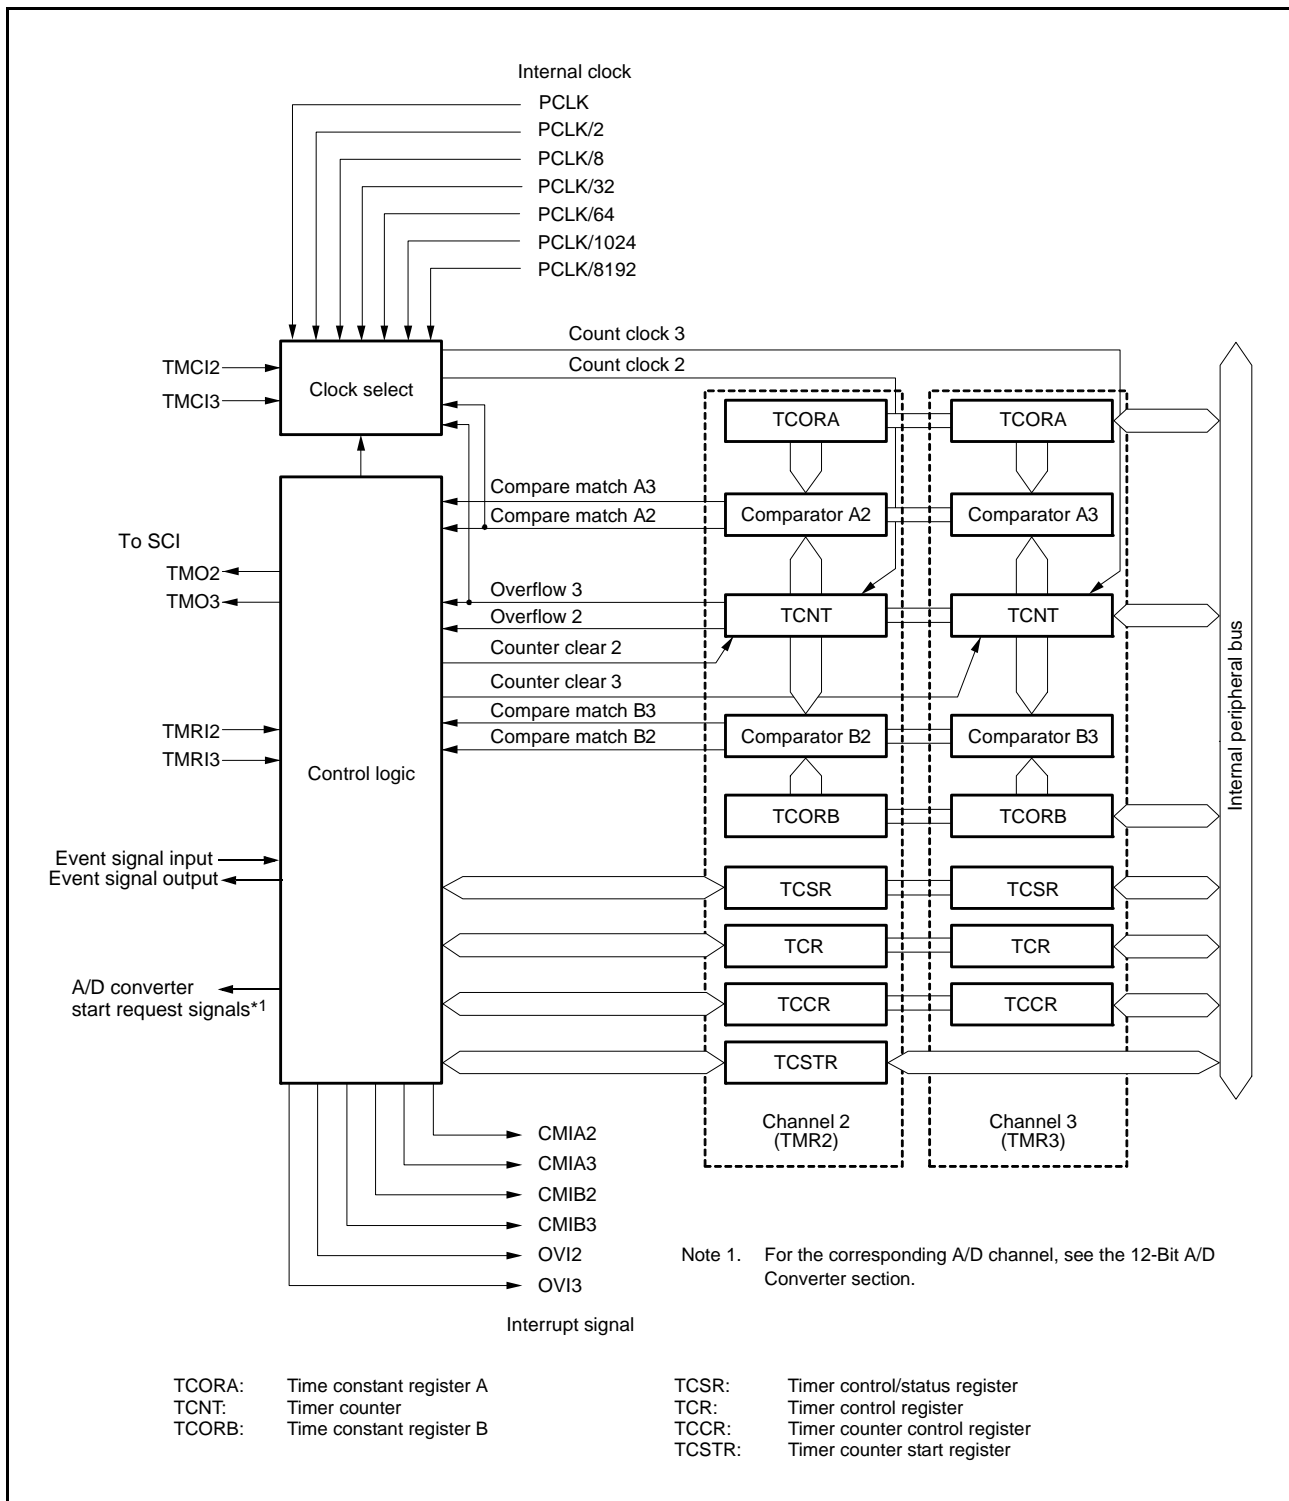 Internal clock
PCLK
PCLK/2
PCLK/8
PCLK/32
PCLK/64
PCLK/1024
PCLK/8192
Count clock 3
Count clock 2
TMCI2
TMCI3
Clock select
TCORA
TCORA
Compare match A3
Compare match A2
Comparator A2
Comparator A3
To SCI
TMO2
TMO3
Overflow 3
Overflow 2
TCNT
TCNT
Counter clear 2
Counter clear 3
Compare match B3
Compare match B2
TMRI2
TMRI3
Control logic
Comparator B2
Comparator B3
Internal peripheral bus
TCORB
TCORB
Event signal input
Event signal output
TCSR
TCSR
TCR
TCR
A/D converter
start request signals*1
TCCR
TCCR
TCSTR
Channel 2
(TMR2)
Channel 3
(TMR3)
CMIA2
CMIA3
CMIB2
CMIB3
OVI2
OVI3
Interrupt signal
Note 1. For the corresponding A/D channel, see the 12-Bit A/D
Converter section.
TCORA: Time constant register A
TCNT: Timer counter
TCORB: Time constant register B
TCSR: Timer control/status register
TCR: Timer control register
TCCR: Timer counter control register
TCSTR: Timer counter start register